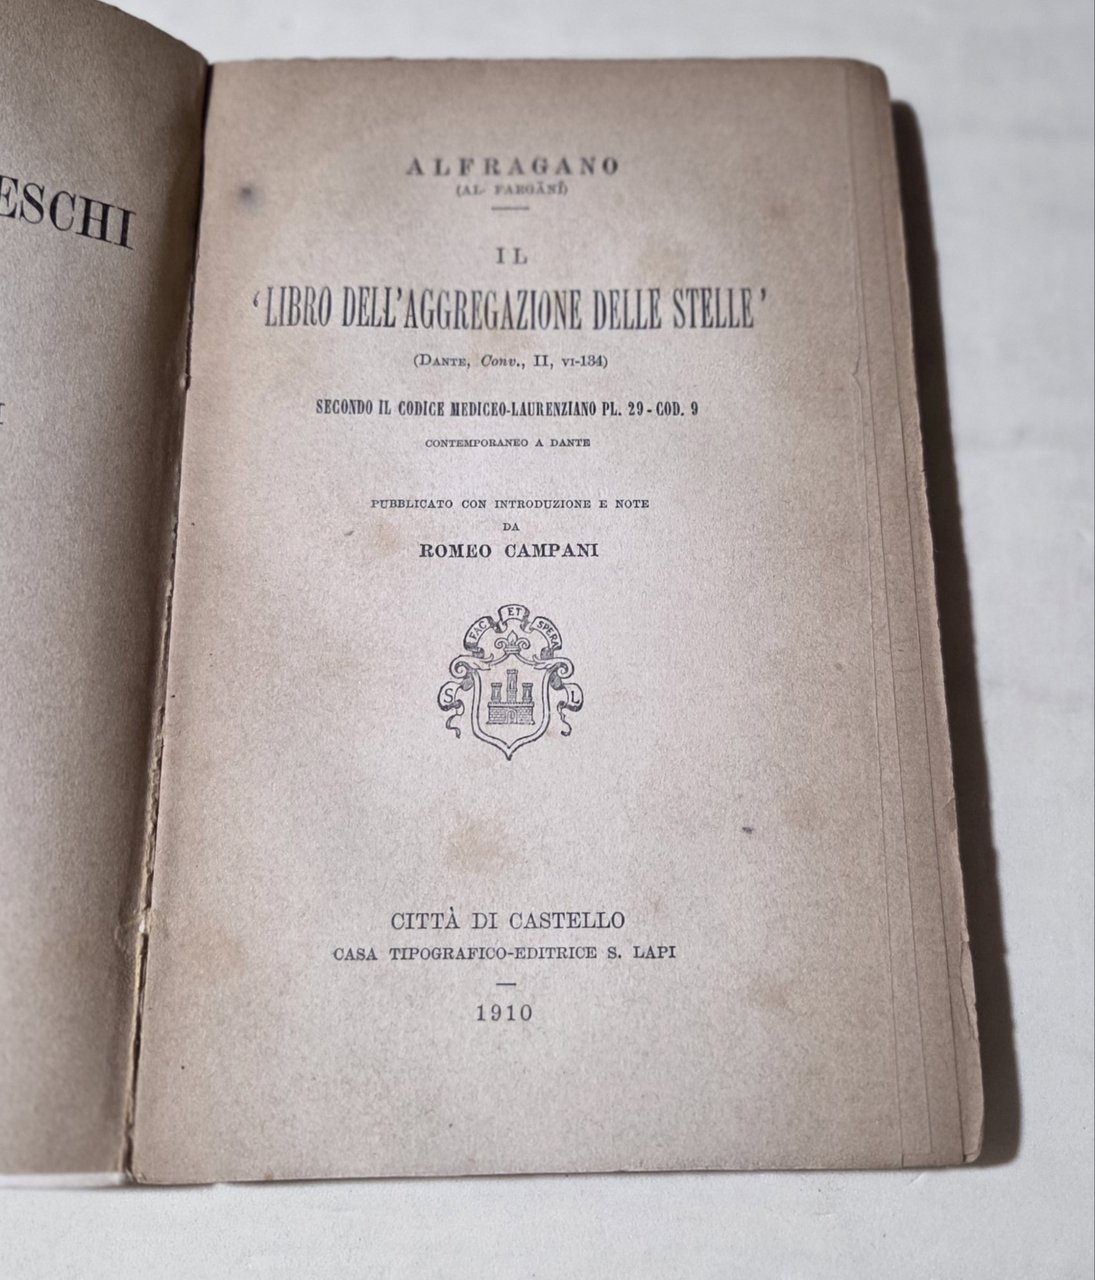 ESCHI
ALFRAGANO
(AL- FARGĀNĪ)
IL
‘LIBRO DELL’AGGREGAZIONE DELLE STELLE’
(DANTE, Conv., II, VI-134)
SECONDO IL CODICE MEDICEO-LAURENZIANO PL. 29 - COD. 9
CONTEMPORANEO A DANTE
PUBBLICATO CON INTRODUZIONE E NOTE
DA
ROMEO CAMPANI
FAC ET SPERA
S L
CITTÀ DI CASTELLO
CASA TIPOGRAFICO-EDITRICE S. LAPI
1910